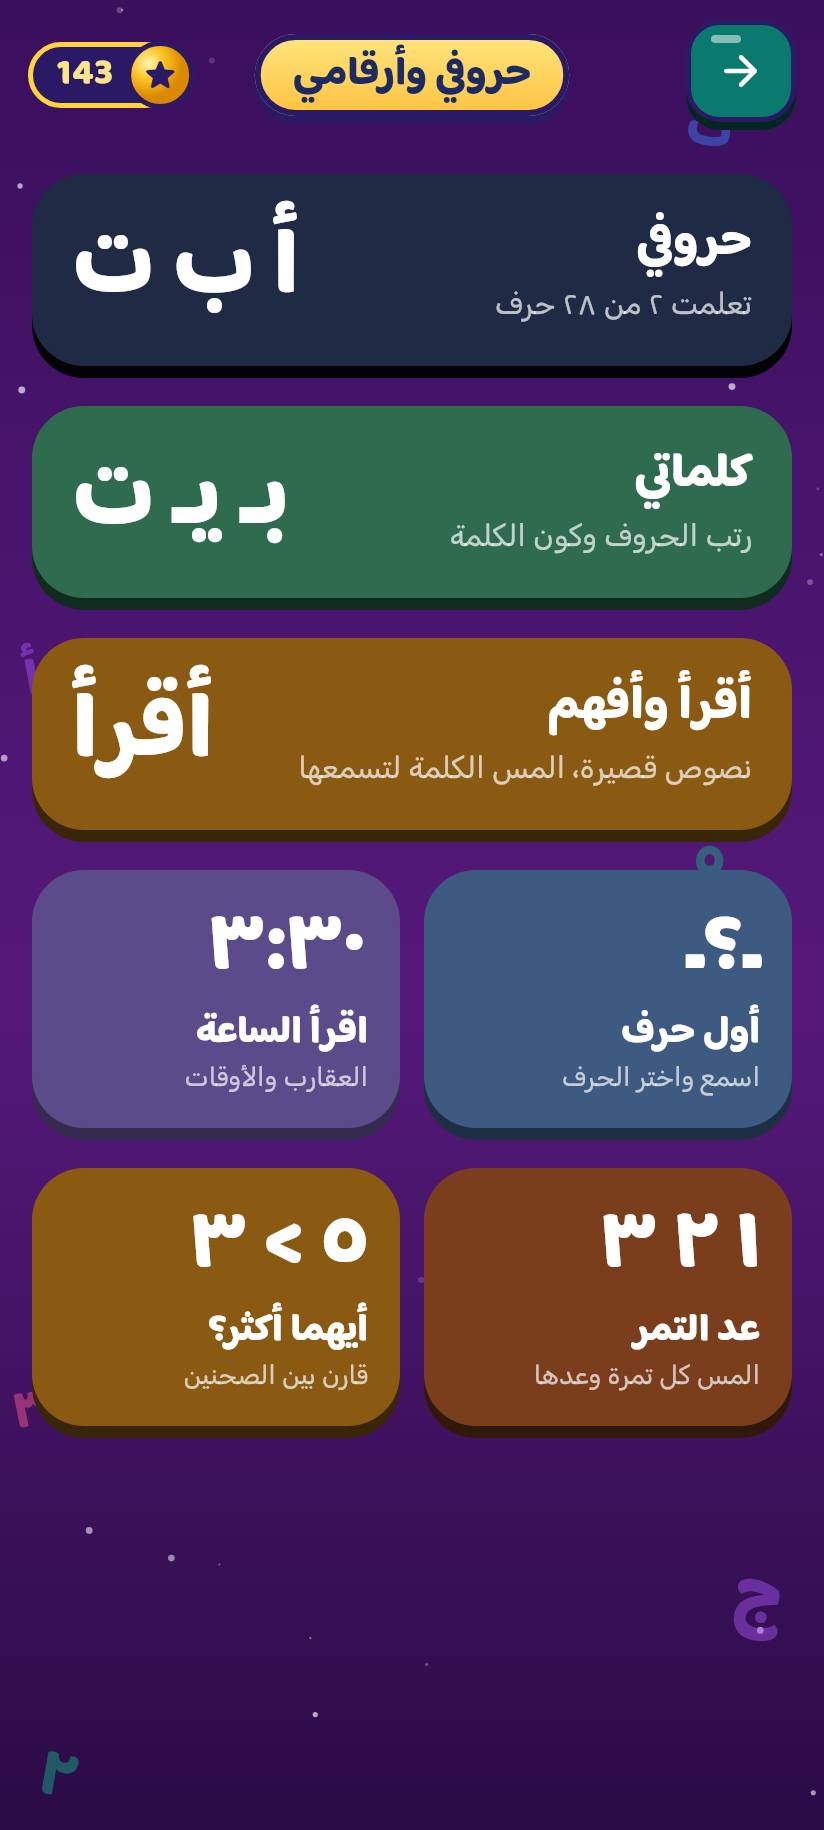 حروفي وأرقامي
143
حروفي
تعلمت ٢ من ٢٨ حرف
أ ب ت
كلماتي
رتب الحروف وكون الكلمة
بـ يـ ت
أقرأ وأفهم
نصوص قصيرة، المس الكلمة لتسمعها
أقرأ
ـ؟ـ
أول حرف
اسمع واختر الحرف
٣:٣٠
اقرأ الساعة
العقارب والأوقات
١ ٢ ٣
عد التمر
المس كل تمرة وعدها
٥ > ٣
أيهما أكثر؟
قارن بين الصحنين
أ
ج
٢